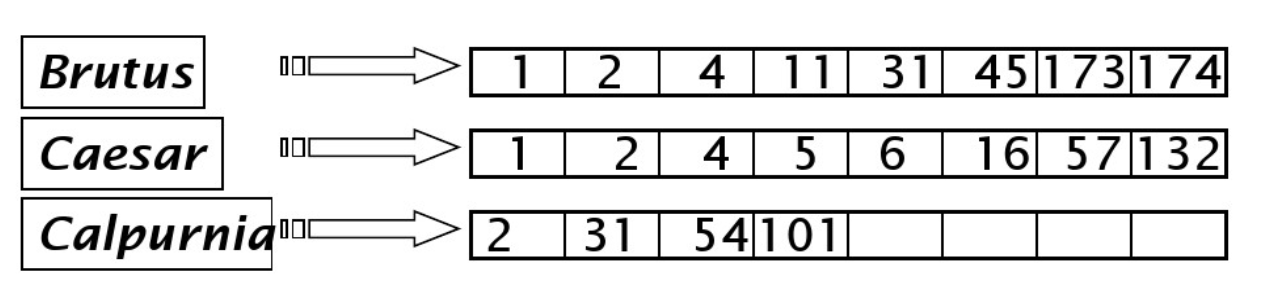 Brutus 1 2 4 11 31 45 173 174
Caesar 1 2 4 5 6 16 57 132
Calpurnia 2 31 54 101